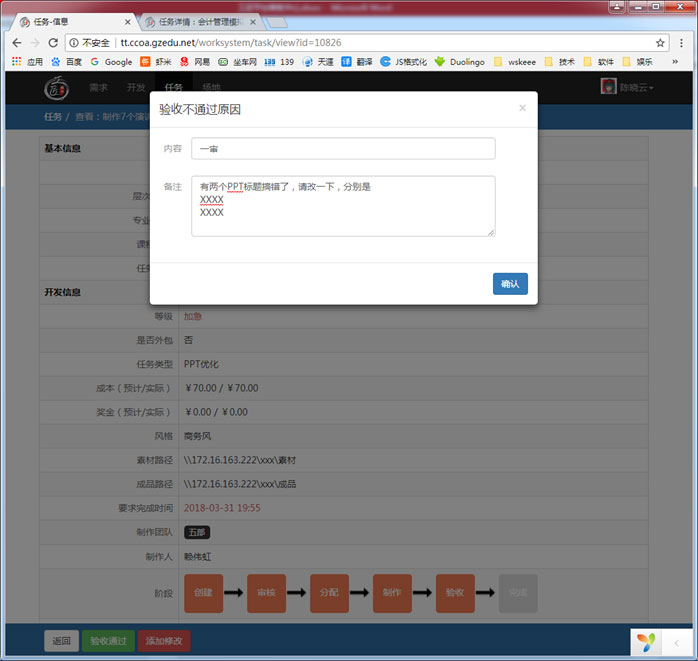 任务-信息
任务详情：会计管理模拟
不安全 tt.ccoa.gzedu.net/worksystem/task/view?id=10826
应用 百度 Google 虾米 网易 坐车网 139 139 天涯 翻译 JS格式化 Duolingo wskeee 技术 软件 娱乐 »
需求 开发 任务 场地 陈晓云
任务 / 查看：制作7个演
验收不通过原因 ×
内容 一审
备注 有两个PPT标题搞错了，请改一下，分别是
XXXX
XXXX
确认
基本信息
层次
专业
课程
任务
开发信息
等级 加急
是否外包 否
任务类型 PPT优化
成本（预计/实际） ￥70.00 / ￥70.00
奖金（预计/实际） ￥0.00 / ￥0.00
风格 商务风
素材路径 \\172.16.163.222\xxx\素材
成品路径 \\172.16.163.222\xxx\成品
要求完成时间 2018-03-31 19:55
制作团队 五部
制作人 赖伟虹
阶段 创建 审核 分配 制作 验收 完成
返回 验收通过 添加修改